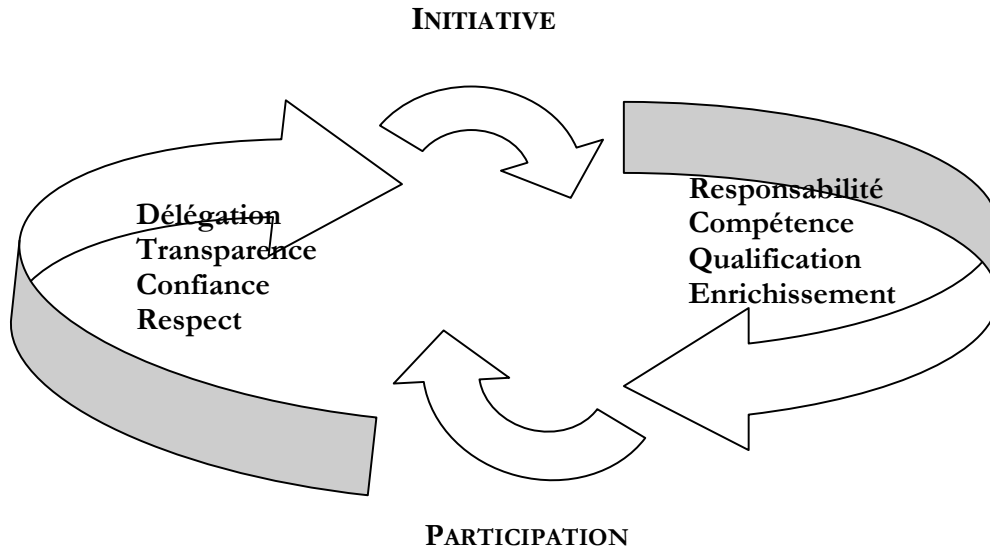 INITIATIVE
Délégation
Transparence
Confiance
Respect
Responsabilité
Compétence
Qualification
Enrichissement
PARTICIPATION